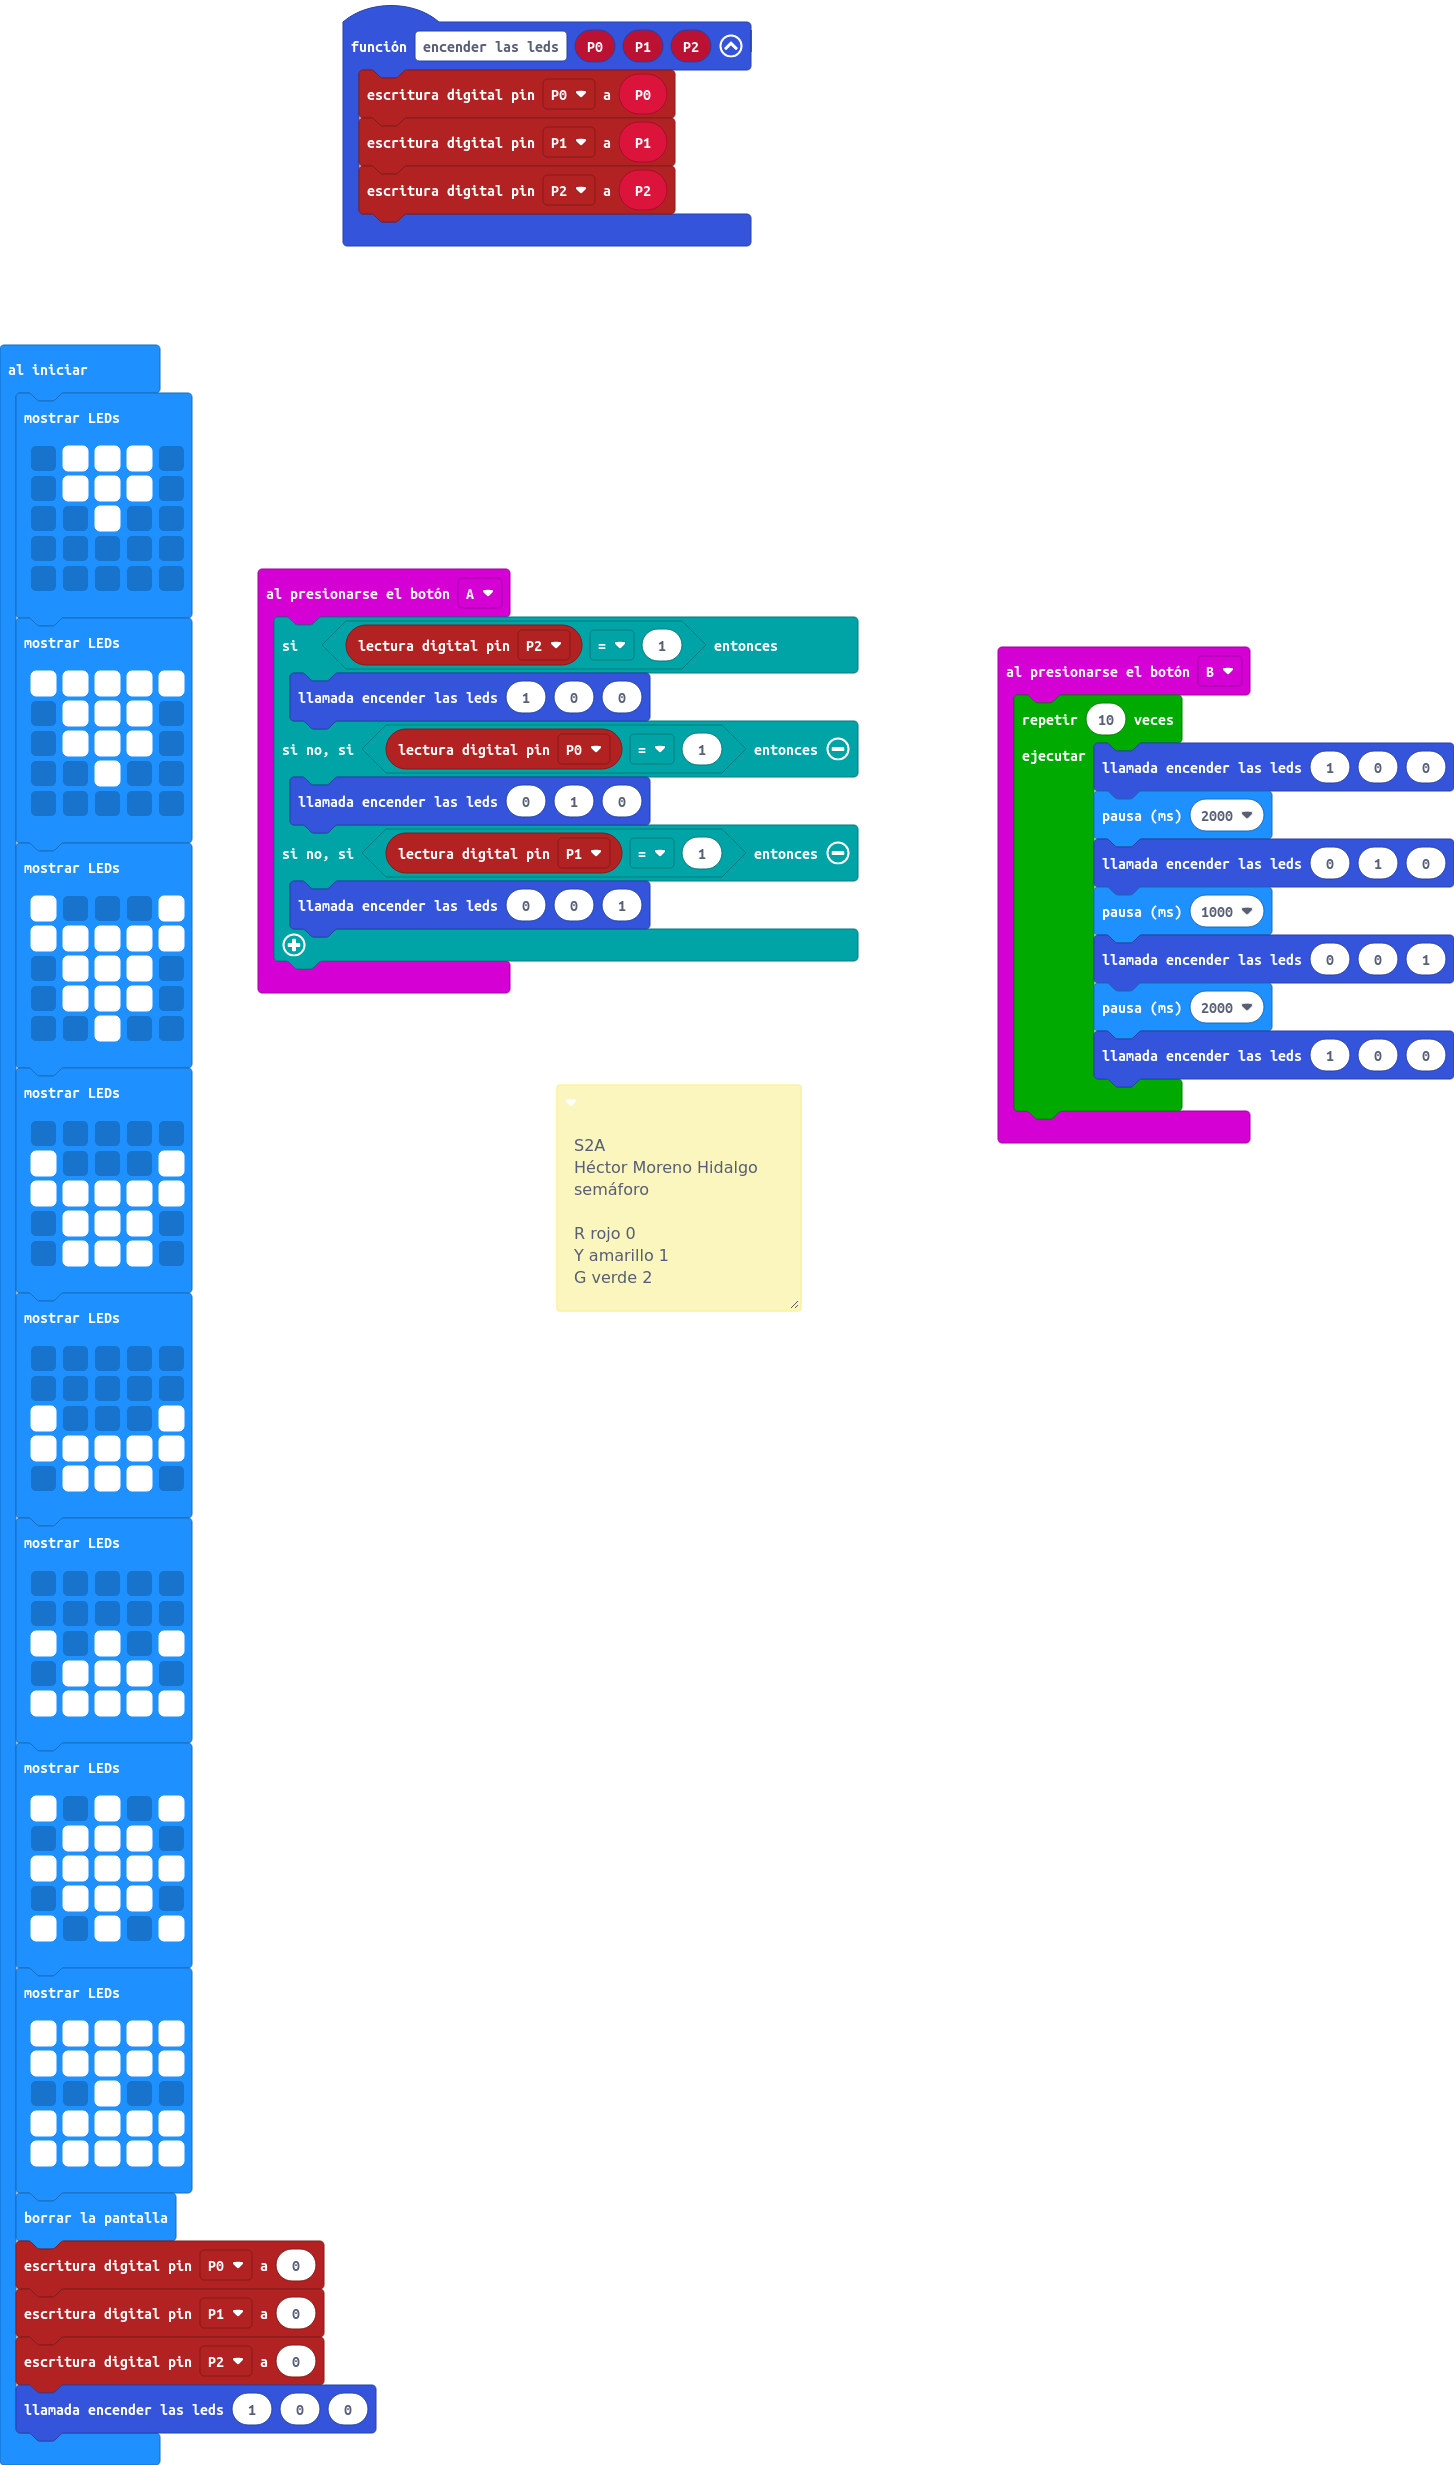 función encender las leds P0 P1 P2
escritura digital pin P0 a P0
escritura digital pin P1 a P1
escritura digital pin P2 a P2
al iniciar
mostrar LEDs
mostrar LEDs
mostrar LEDs
mostrar LEDs
mostrar LEDs
mostrar LEDs
mostrar LEDs
mostrar LEDs
borrar la pantalla
escritura digital pin P0 a 0
escritura digital pin P1 a 0
escritura digital pin P2 a 0
llamada encender las leds 1 0 0
al presionarse el botón A
si lectura digital pin P2 = 1 entonces
llamada encender las leds 1 0 0
si no, si lectura digital pin P0 = 1 entonces
llamada encender las leds 0 1 0
si no, si lectura digital pin P1 = 1 entonces
llamada encender las leds 0 0 1
al presionarse el botón B
repetir 10 veces
ejecutar llamada encender las leds 1 0 0
pausa (ms) 2000
llamada encender las leds 0 1 0
pausa (ms) 1000
llamada encender las leds 0 0 1
pausa (ms) 2000
llamada encender las leds 1 0 0
S2A
Héctor Moreno Hidalgo
semáforo
R rojo 0
Y amarillo 1
G verde 2